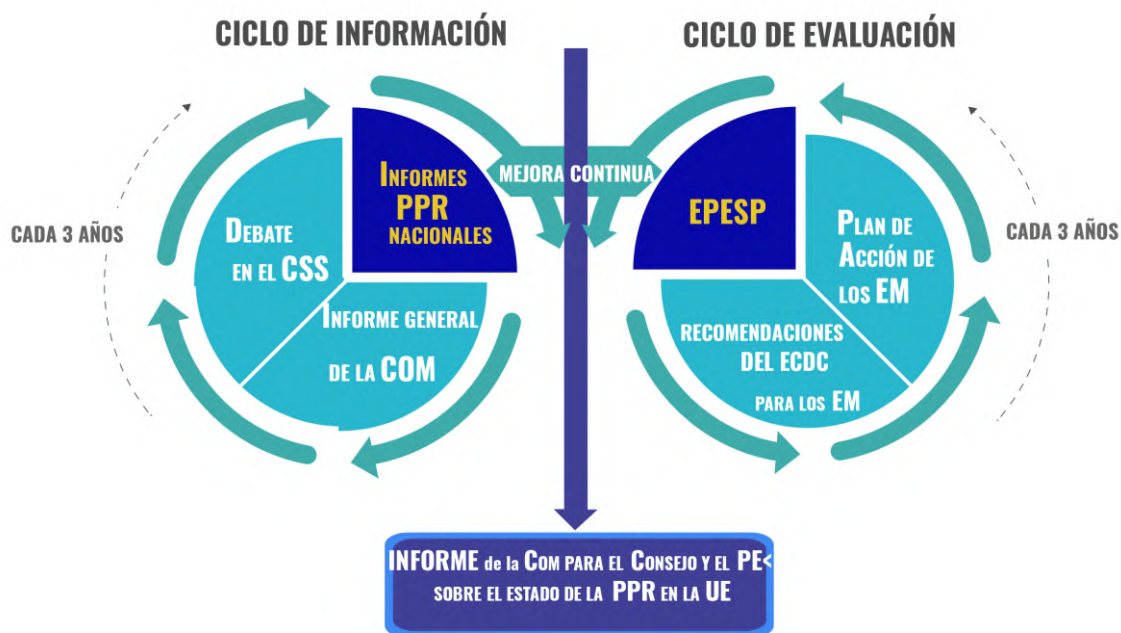 CICLO DE INFORMACIÓN
CICLO DE EVALUACIÓN
CADA 3 AÑOS
DEBATE
EN EL CSS
INFORMES
PPR
NACIONALES
INFORME GENERAL
DE LA COM
MEJORA CONTINUA
EPESP
PLAN DE
ACCIÓN DE
LOS EM
RECOMENDACIONES
DEL ECDC
PARA LOS EM
CADA 3 AÑOS
INFORME de la COM PARA EL CONSEJO Y EL PE<
SOBRE EL ESTADO DE LA PPR EN LA UE